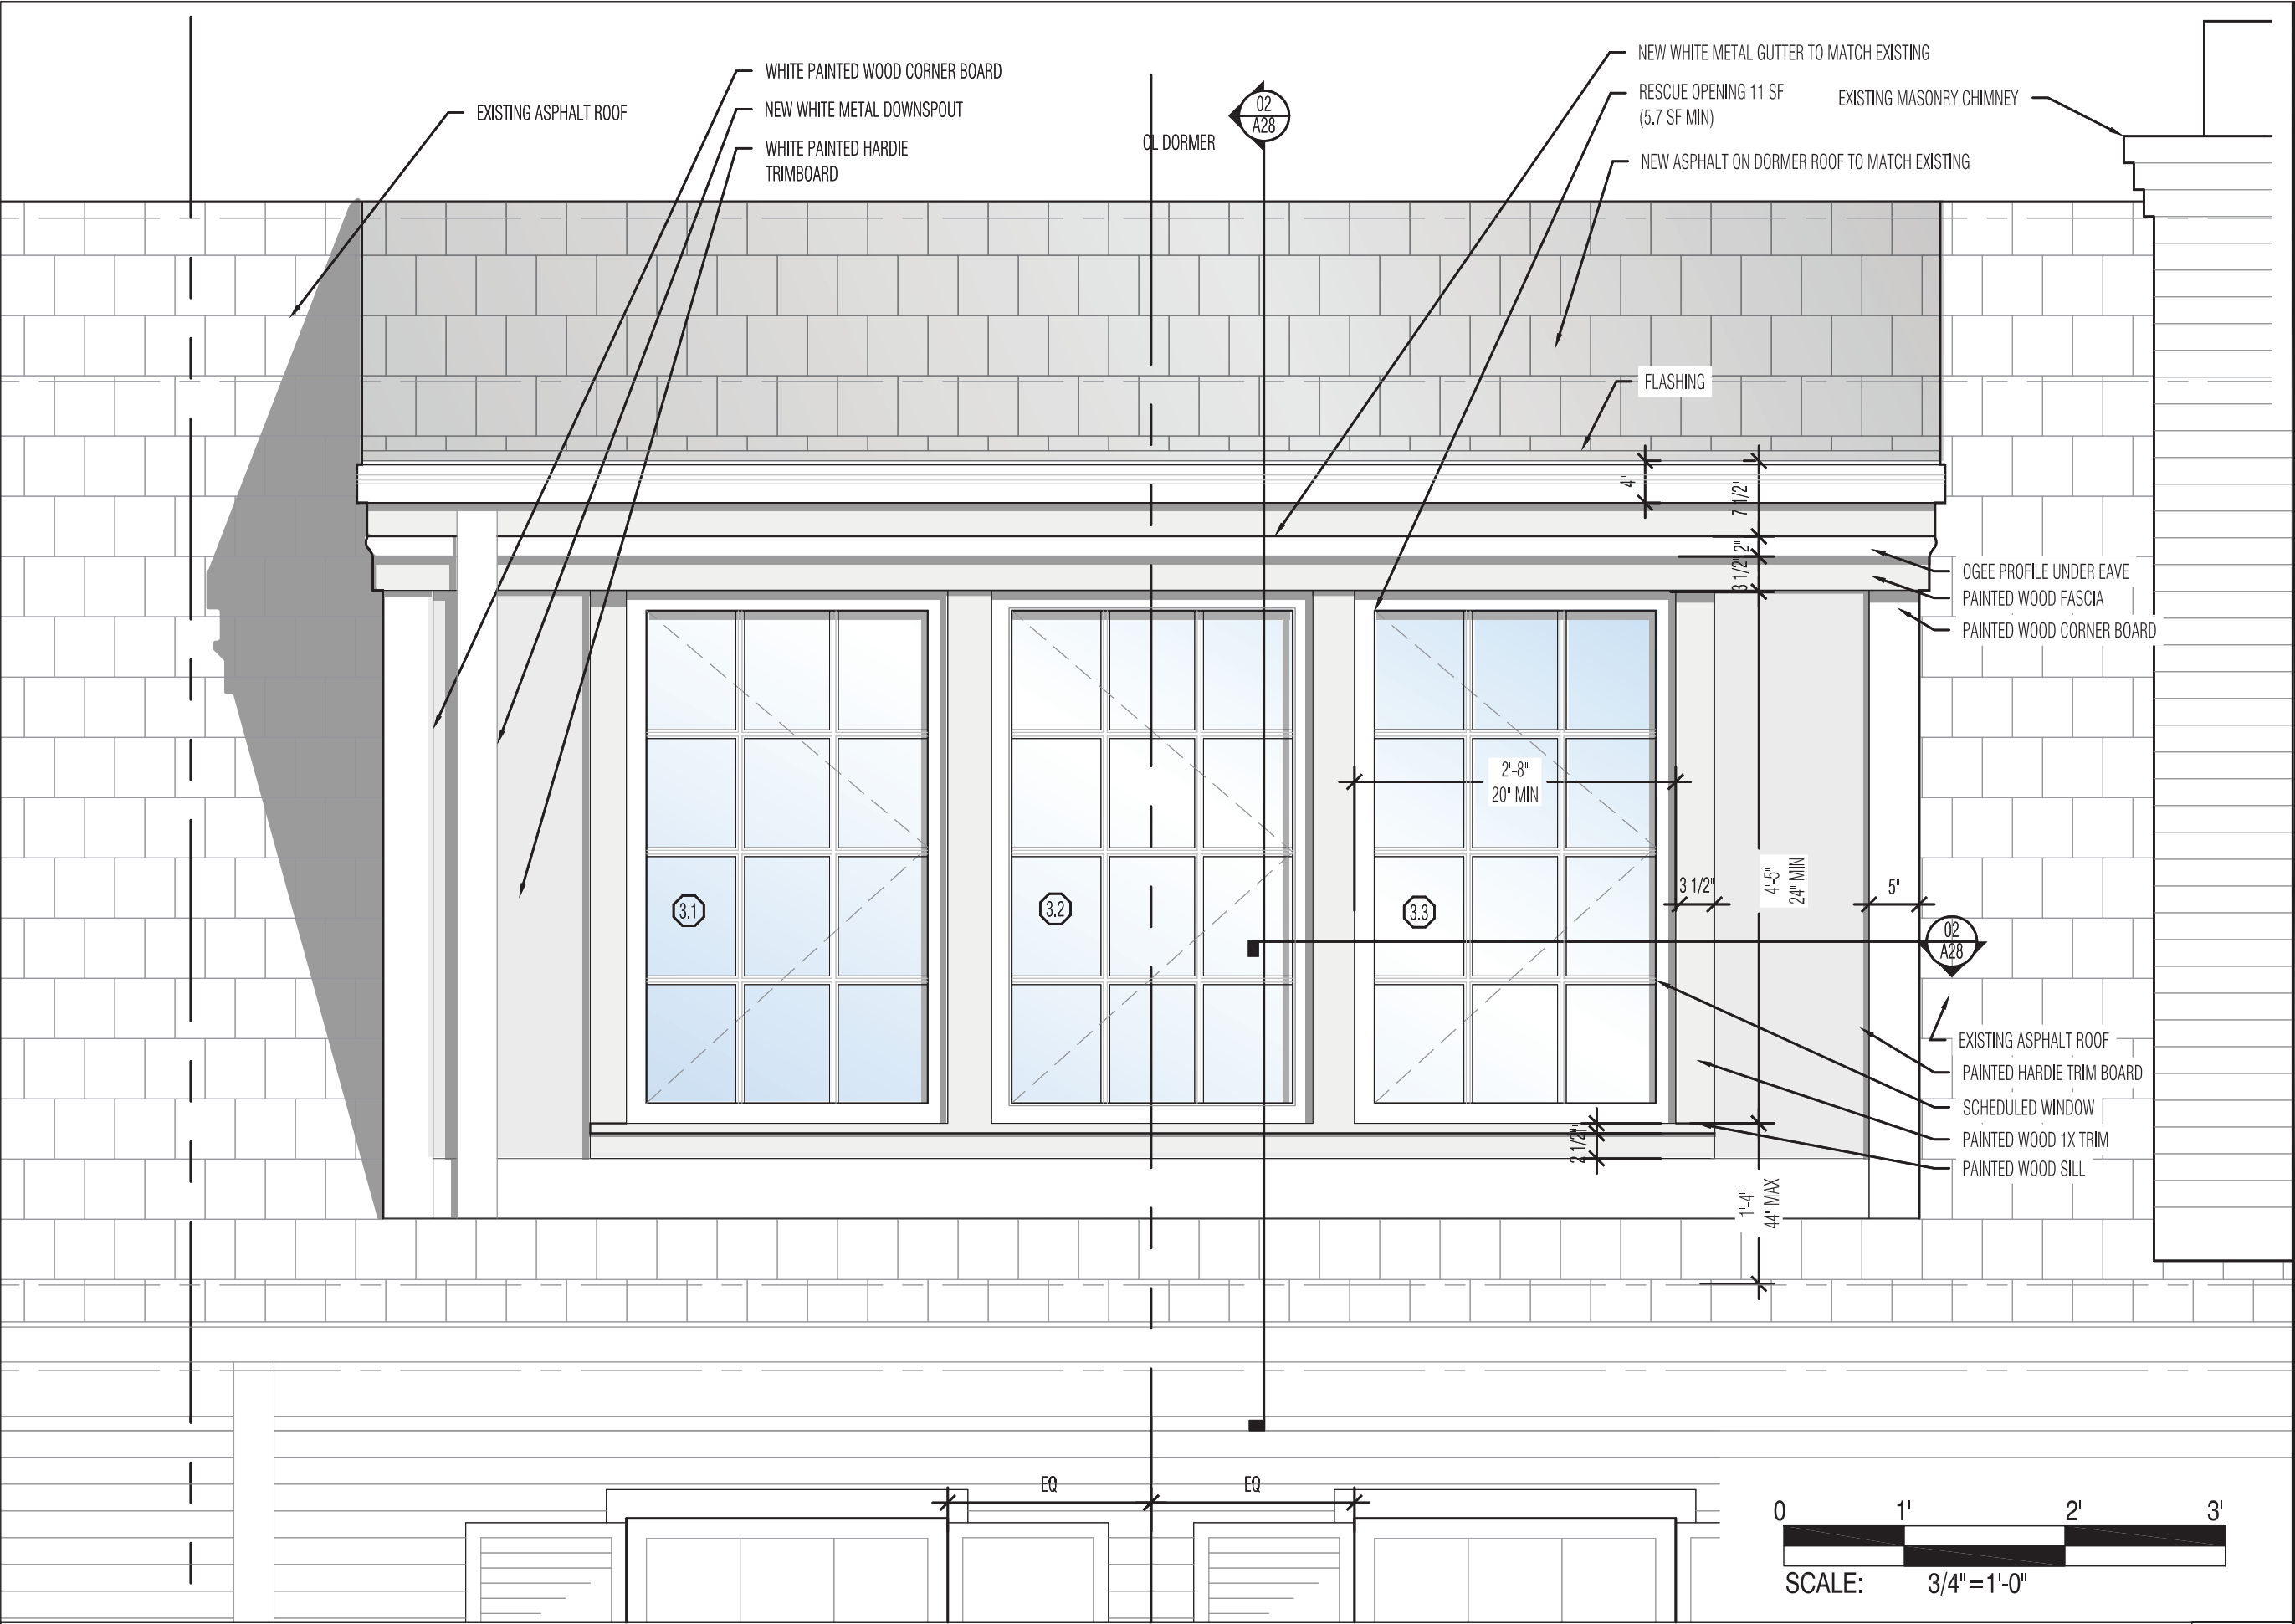 WHITE PAINTED WOOD CORNER BOARD
EXISTING ASPHALT ROOF
NEW WHITE METAL DOWNSPOUT
WHITE PAINTED HARDIE
TRIMBOARD
02
A28
CL DORMER
NEW WHITE METAL GUTTER TO MATCH EXISTING
RESCUE OPENING 11 SF
(5.7 SF MIN)
EXISTING MASONRY CHIMNEY
NEW ASPHALT ON DORMER ROOF TO MATCH EXISTING
FLASHING
4"
7 1/2"
2"
3 1/2"
OGEE PROFILE UNDER EAVE
PAINTED WOOD FASCIA
PAINTED WOOD CORNER BOARD
2'-8"
20" MIN
3.1
3.2
3.3
3 1/2"
4'-5"
24" MIN
5"
02
A28
EXISTING ASPHALT ROOF
PAINTED HARDIE TRIM BOARD
SCHEDULED WINDOW
PAINTED WOOD 1X TRIM
PAINTED WOOD SILL
2 1/2"
1'-4"
44" MAX
EQ
EQ
0 1' 2' 3'
SCALE: 3/4"=1'-0"